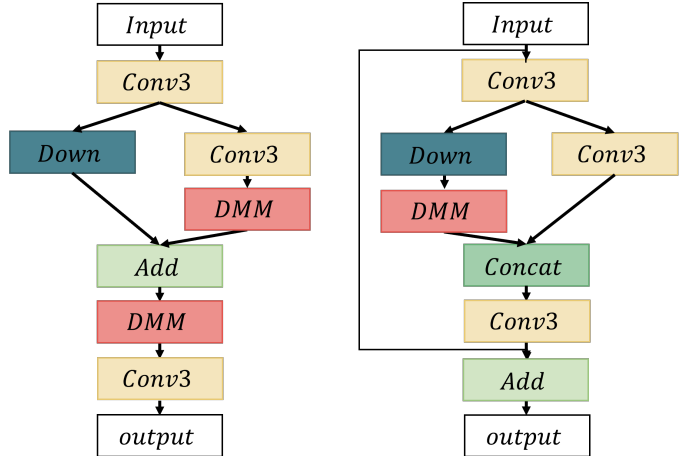 Input
Conv3
Down
Conv3
DMM
Add
DMM
Conv3
output
Input
Conv3
Down
Conv3
DMM
Concat
Conv3
Add
output